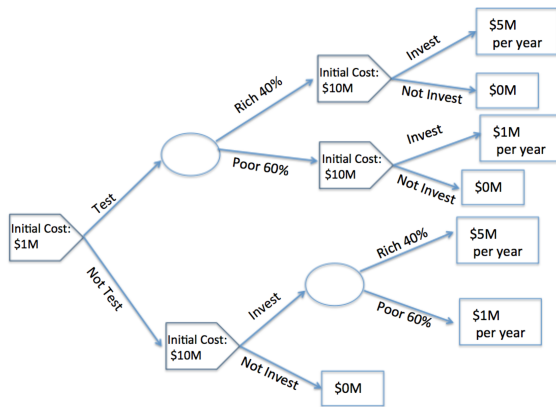 $5M
per year
Invest
Initial Cost:
$10M
Rich 40%
Not Invest
$0M
Invest
$1M
per year
Initial Cost:
$10M
Poor 60%
Not Invest
$0M
Test
Initial Cost:
$1M
Not Test
Rich 40%
$5M
per year
Invest
Poor 60%
$1M
per year
Initial Cost:
$10M
Not Invest
$0M